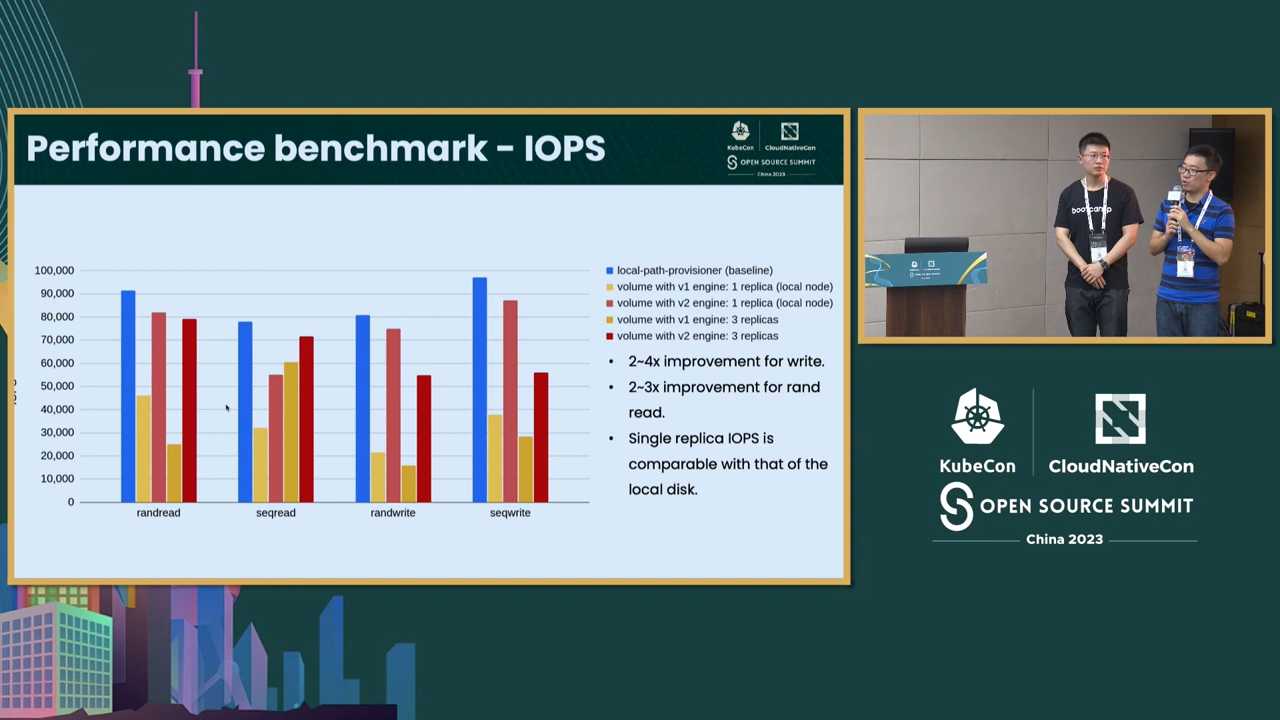 Performance benchmark - IOPS
KubeCon
CloudNativeCon
OPEN SOURCE SUMMIT
China 2023
100,000
90,000
80,000
70,000
60,000
50,000
40,000
30,000
20,000
10,000
0
randread
seqread
randwrite
seqwrite
local-path-provisioner (baseline)
volume with v1 engine: 1 replica (local node)
volume with v2 engine: 1 replica (local node)
volume with v1 engine: 3 replicas
volume with v2 engine: 3 replicas
• 2~4x improvement for write.
• 2~3x improvement for rand
read.
• Single replica IOPS is
comparable with that of the
local disk.
KubeCon
CloudNativeCon
OPEN SOURCE SUMMIT
China 2023